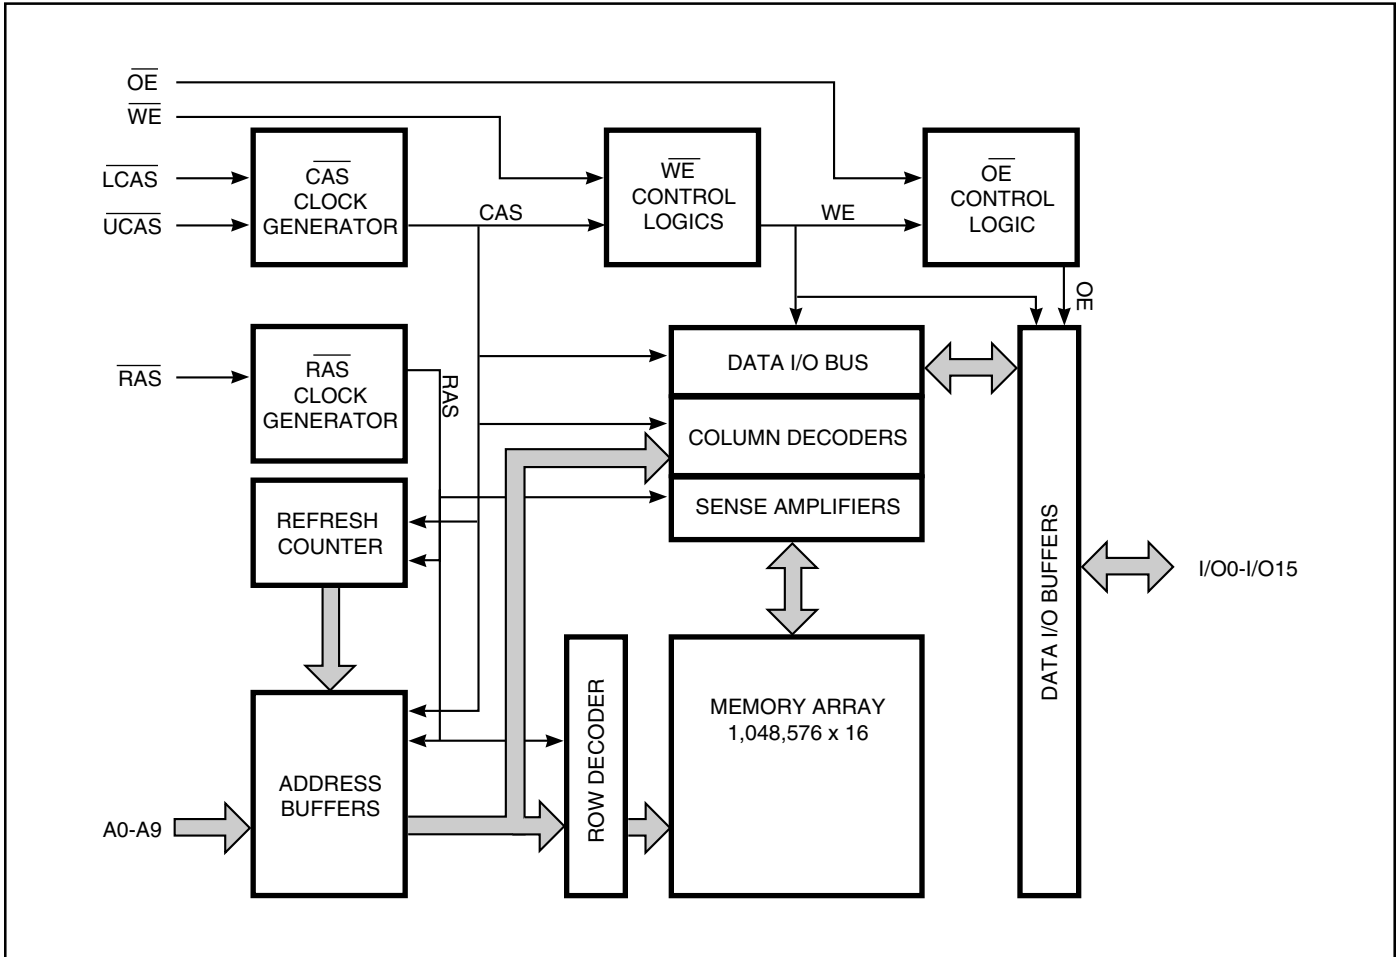 OE
WE
LCAS
UCAS
CAS
CLOCK
GENERATOR
CAS
WE
CONTROL
LOGICS
WE
OE
CONTROL
LOGIC
OE
RAS
RAS
CLOCK
GENERATOR
RAS
DATA I/O BUS
COLUMN DECODERS
SENSE AMPLIFIERS
REFRESH
COUNTER
DATA I/O BUFFERS
I/O0-I/O15
ROW DECODER
MEMORY ARRAY
1,048,576 x 16
ADDRESS
BUFFERS
A0-A9